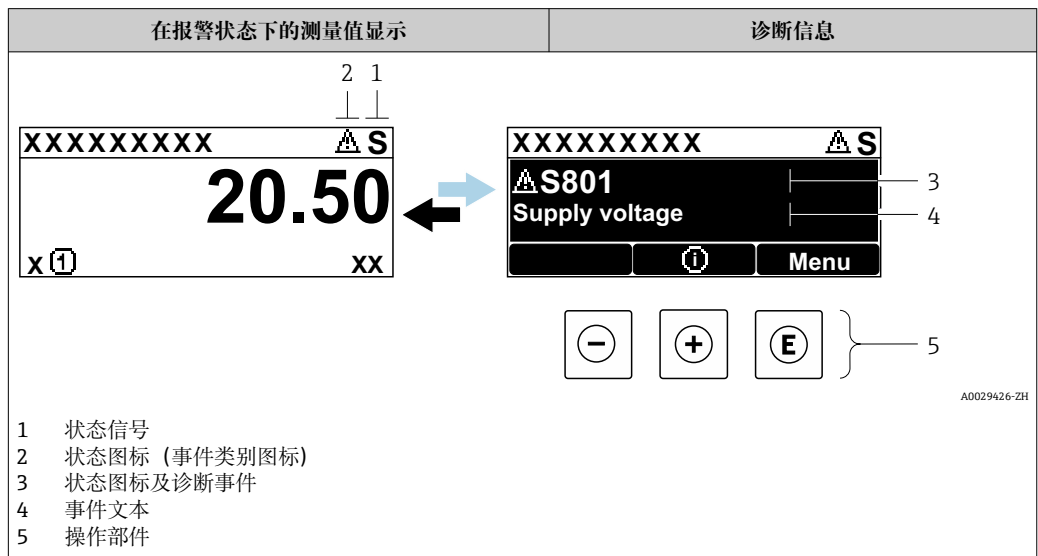 在报警状态下的测量值显示 诊断信息
2 1
XXXXXXXXX ⚠ S
20.50
x ① xx
XXXXXXXXX ⚠ S
⚠S801
Supply voltage
ⓘ Menu
3
4
− + E
5
A0029426-ZH
1 状态信号
2 状态图标（事件类别图标）
3 状态图标及诊断事件
4 事件文本
5 操作部件